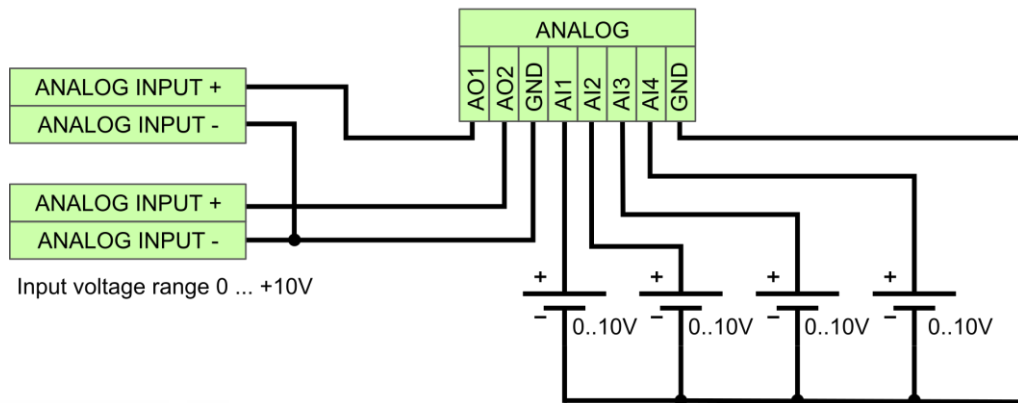 ANALOG
AO1 AO2 GND AI1 AI2 AI3 AI4 GND
ANALOG INPUT +
ANALOG INPUT -
ANALOG INPUT +
ANALOG INPUT -
Input voltage range 0 ... +10V
+ + + +
− − − −
0..10V 0..10V 0..10V 0..10V